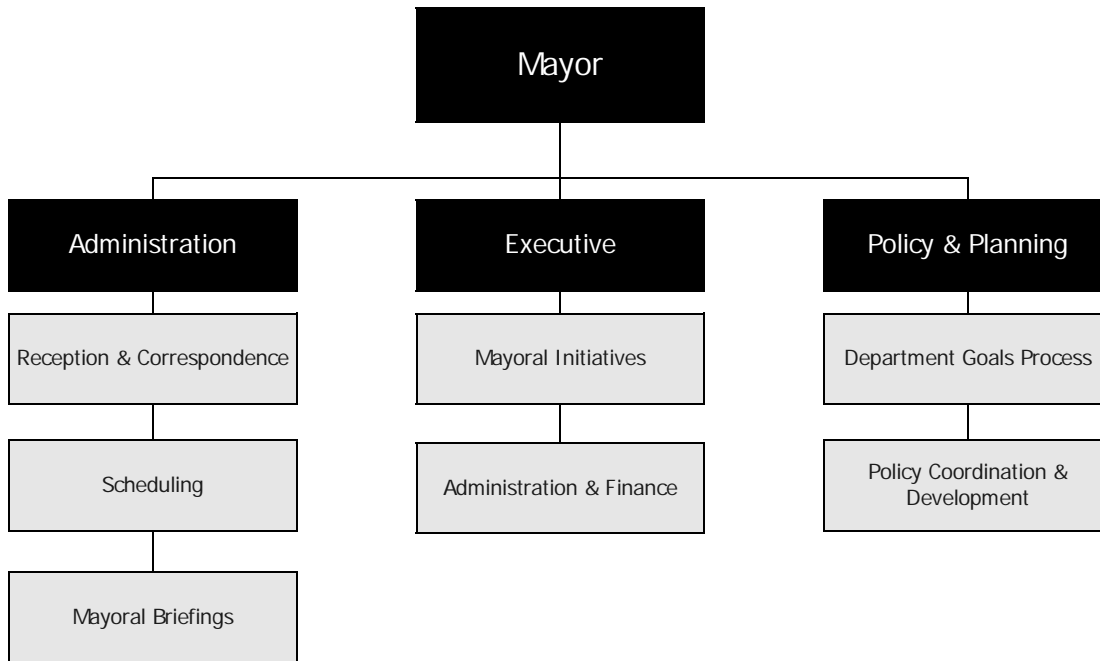 Mayor
Administration
Executive
Policy & Planning
Reception & Correspondence
Mayoral Initiatives
Department Goals Process
Scheduling
Administration & Finance
Policy Coordination &
Development
Mayoral Briefings